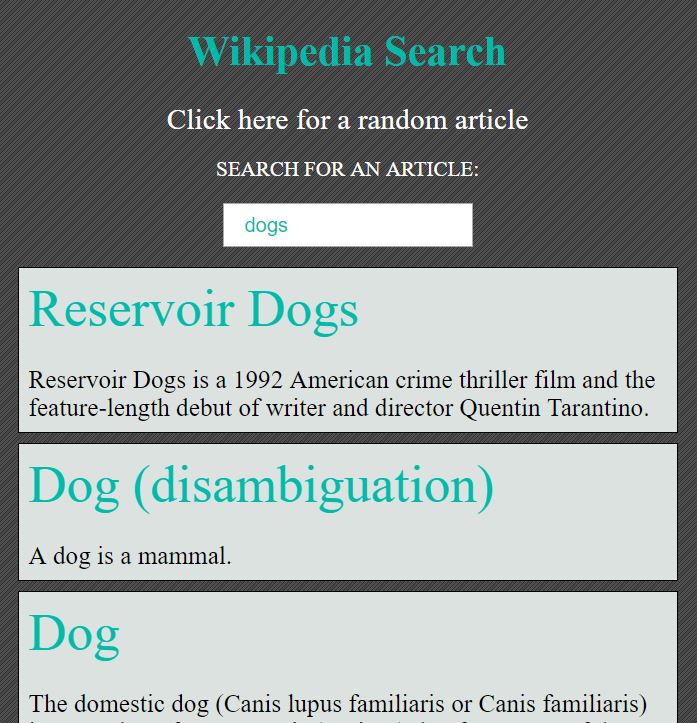 Wikipedia Search
Click here for a random article
SEARCH FOR AN ARTICLE:
dogs
Reservoir Dogs
Reservoir Dogs is a 1992 American crime thriller film and the
feature-length debut of writer and director Quentin Tarantino.
Dog (disambiguation)
A dog is a mammal.
Dog
The domestic dog (Canis lupus familiaris or Canis familiaris)